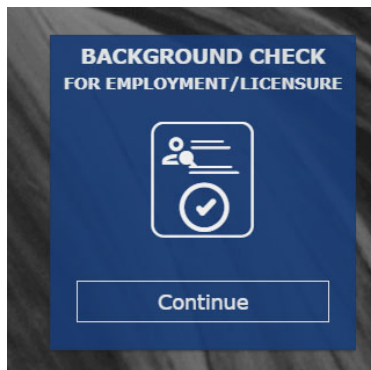 BACKGROUND CHECK
FOR EMPLOYMENT/LICENSURE
Continue